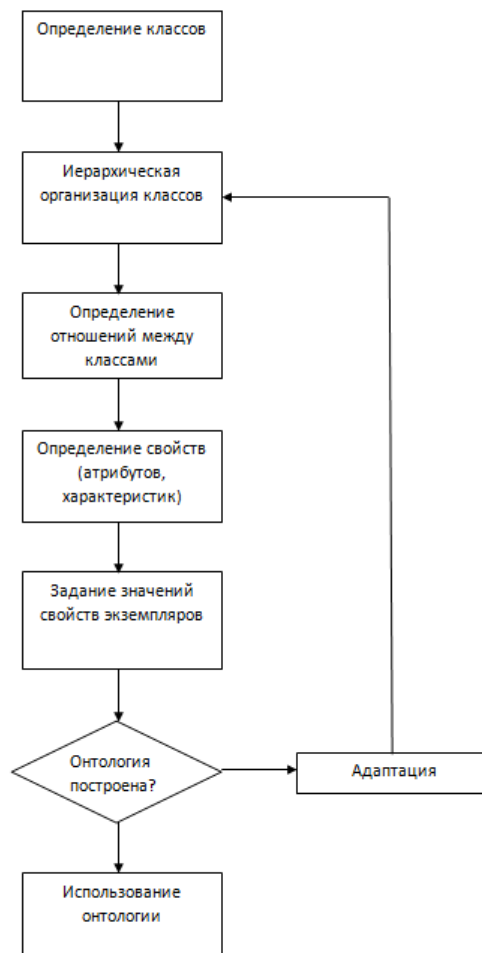 Определение классов
Иерархическая
организация классов
Определение
отношений между
классами
Определение свойств
(атрибутов,
характеристик)
Задание значений
свойств экземпляров
Онтология
построена?
Адаптация
Использование
онтологии